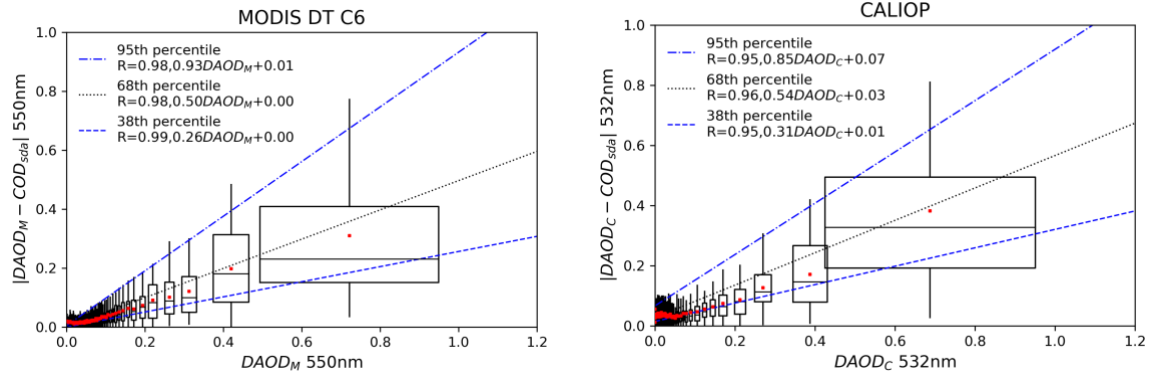 MODIS DT C6
95th percentile
R=0.98,0.93DAOD_M+0.01
68th percentile
R=0.98,0.50DAOD_M+0.00
38th percentile
R=0.99,0.26DAOD_M+0.00
|DAOD_M − COD_sda| 550nm
1.0
0.8
0.6
0.4
0.2
0.0
0.0 0.2 0.4 0.6 0.8 1.0 1.2
DAOD_M 550nm
CALIOP
95th percentile
R=0.95,0.85DAOD_C+0.07
68th percentile
R=0.96,0.54DAOD_C+0.03
38th percentile
R=0.95,0.31DAOD_C+0.01
|DAOD_C − COD_sda| 532nm
1.0
0.8
0.6
0.4
0.2
0.0
0.0 0.2 0.4 0.6 0.8 1.0 1.2
DAOD_C 532nm